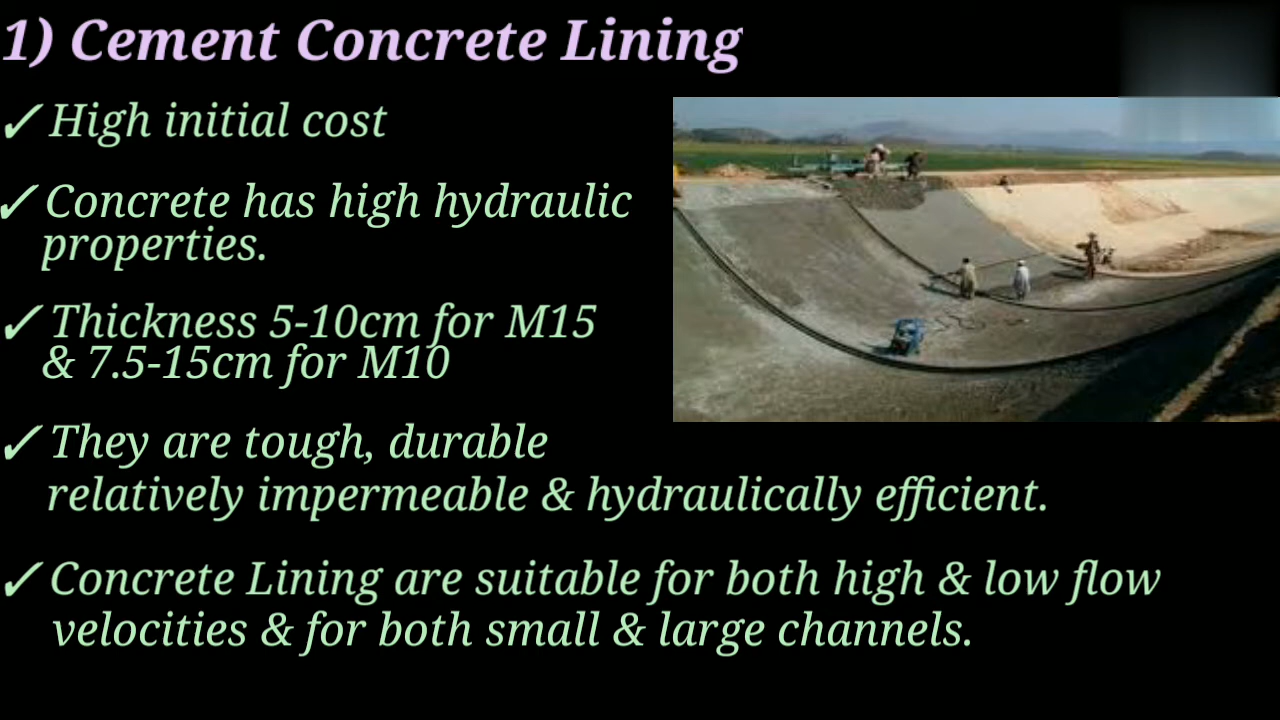 1) Cement Concrete Lining
✓ High initial cost
✓ Concrete has high hydraulic
properties.
✓ Thickness 5-10cm for M15
& 7.5-15cm for M10
✓ They are tough, durable
relatively impermeable & hydraulically efficient.
✓ Concrete Lining are suitable for both high & low flow
velocities & for both small & large channels.